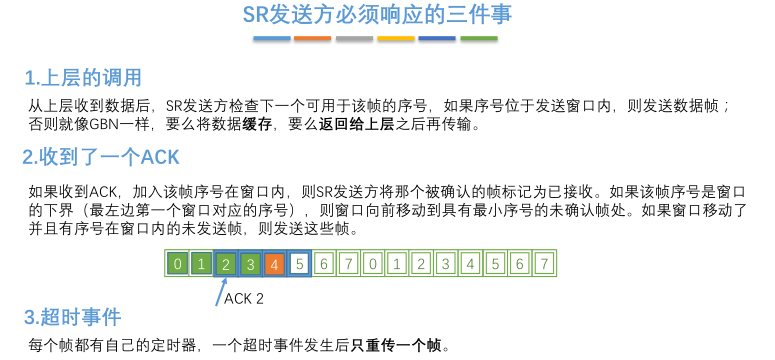 SR发送方必须响应的三件事
1.上层的调用
从上层收到数据后，SR发送方检查下一个可用于该帧的序号，如果序号位于发送窗口内，则发送数据帧；
否则就像GBN一样，要么将数据缓存，要么返回给上层之后再传输。
2.收到了一个ACK
如果收到ACK，加入该帧序号在窗口内，则SR发送方将那个被确认的帧标记为已接收。如果该帧序号是窗口
的下界（最左边第一个窗口对应的序号），则窗口向前移动到具有最小序号的未确认帧处。如果窗口移动了
并且有序号在窗口内的未发送帧，则发送这些帧。
0 1 2 3 4 5 6 7 0 1 2 3 4 5 6 7
ACK 2
3.超时事件
每个帧都有自己的定时器，一个超时事件发生后只重传一个帧。